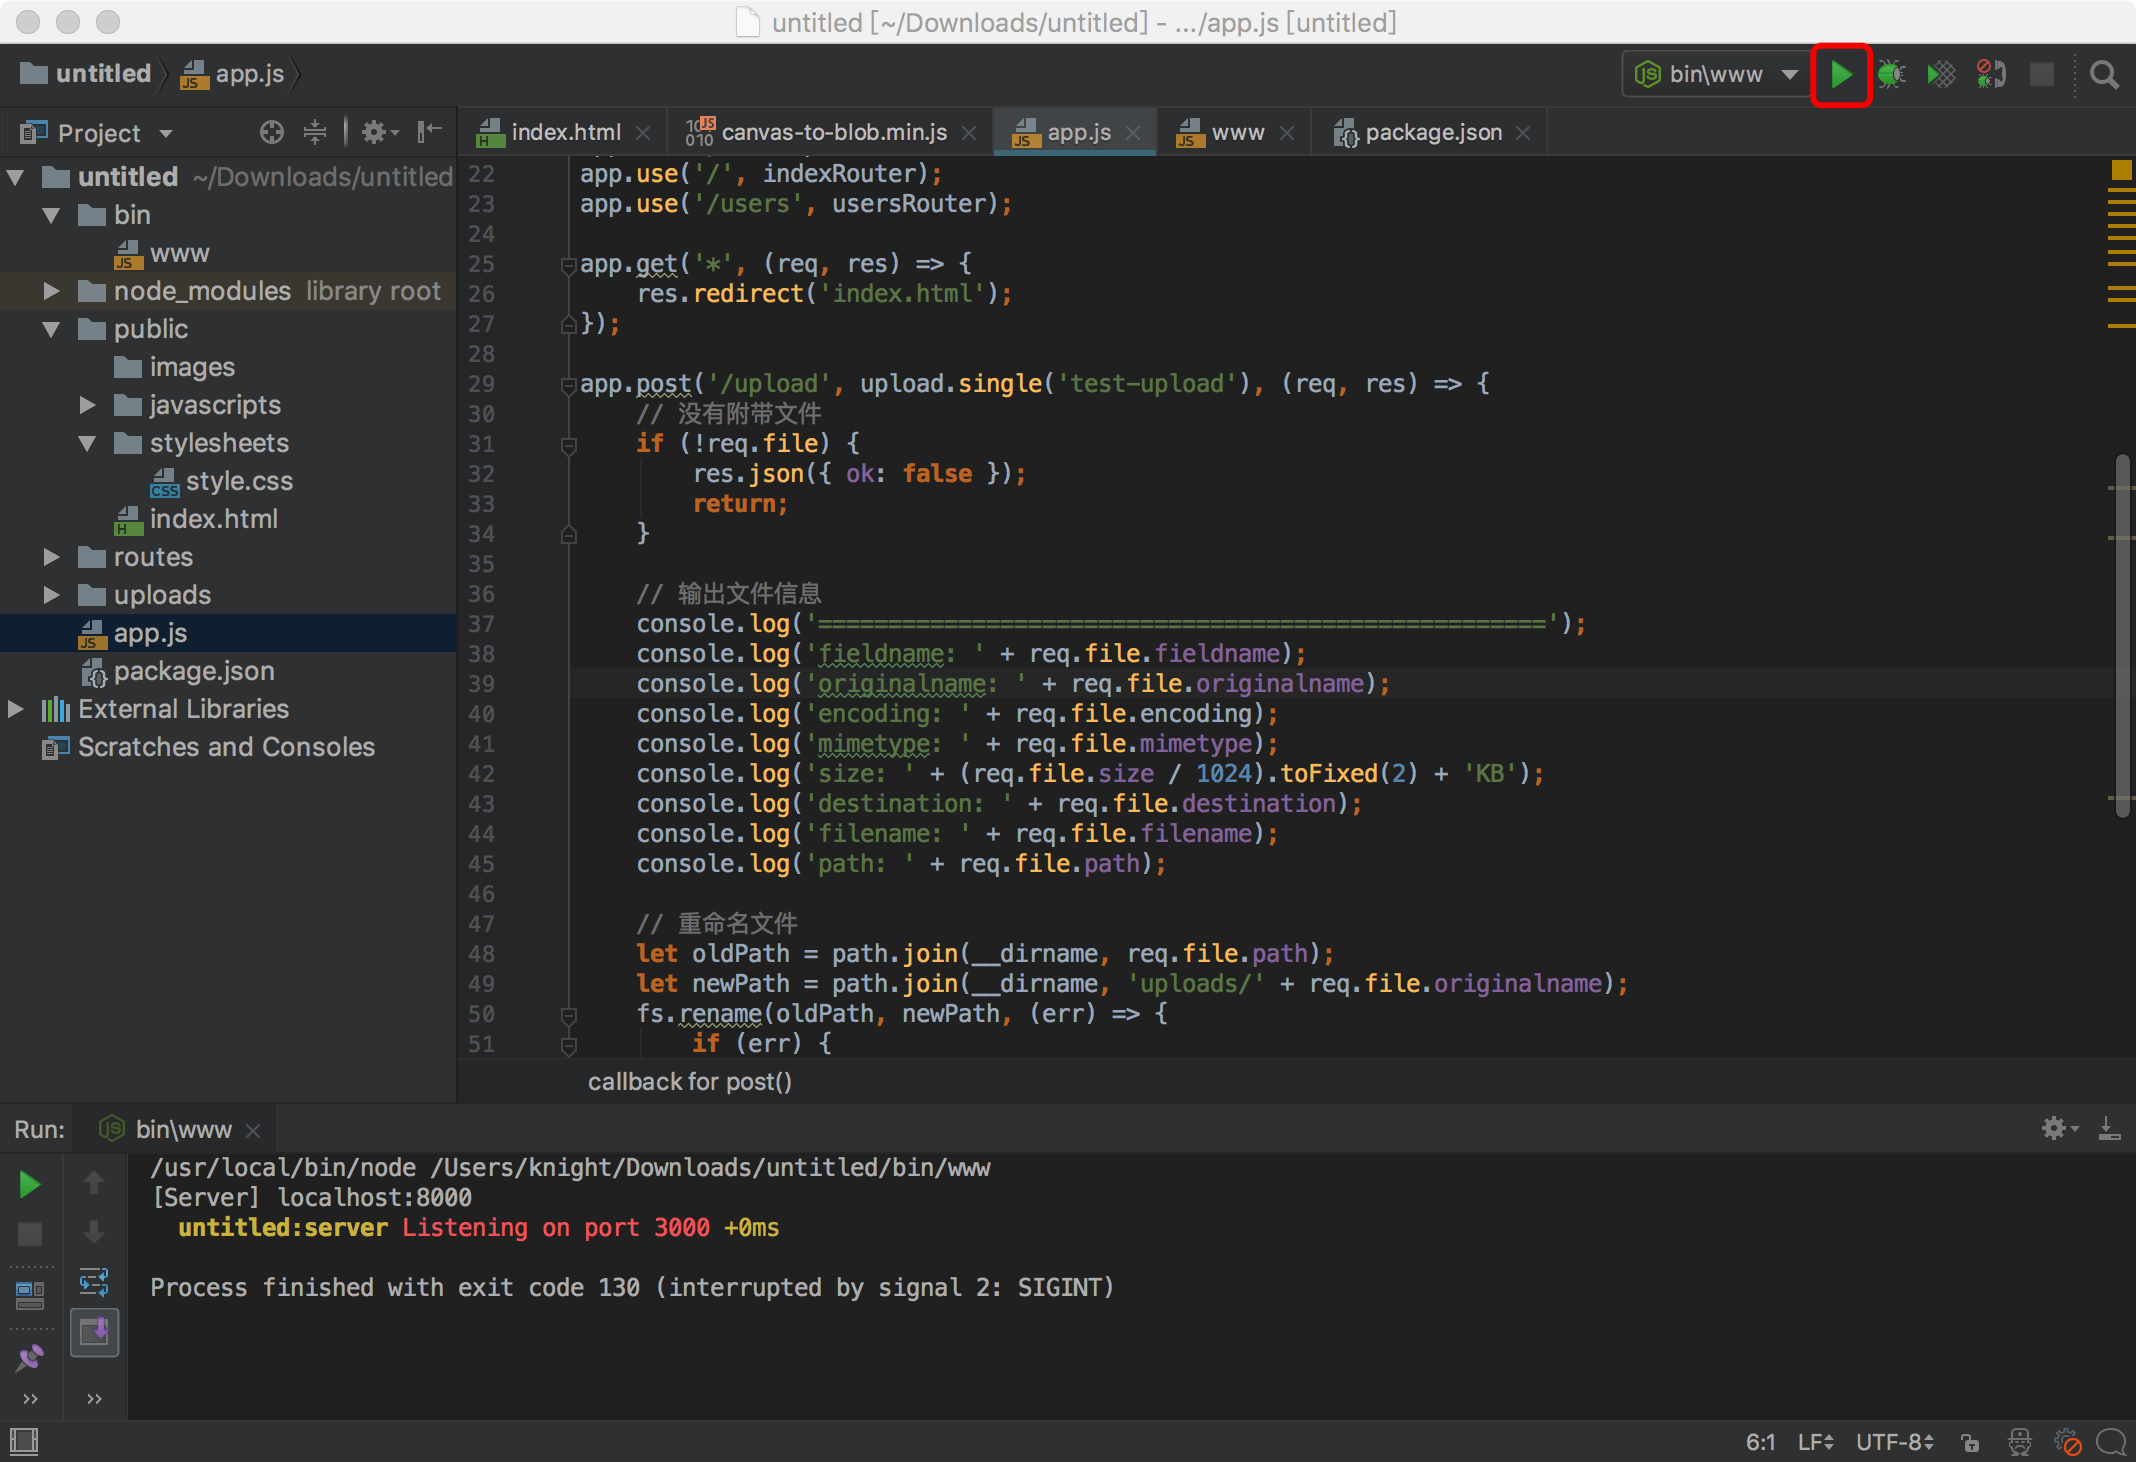 untitled [~/Downloads/untitled] - .../app.js [untitled]
untitled app.js bin\www
Project
index.html canvas-to-blob.min.js app.js www package.json
untitled ~/Downloads/untitled
bin
www
node_modules library root
public
images
javascripts
stylesheets
style.css
index.html
routes
uploads
app.js
package.json
External Libraries
Scratches and Consoles
22 app.use('/', indexRouter);
23 app.use('/users', usersRouter);
24
25 app.get('*', (req, res) => {
26 res.redirect('index.html');
27 });
28
29 app.post('/upload', upload.single('test-upload'), (req, res) => {
30 // 没有附带文件
31 if (!req.file) {
32 res.json({ ok: false });
33 return;
34 }
35
36 // 输出文件信息
37 console.log('====================================================');
38 console.log('fieldname: ' + req.file.fieldname);
39 console.log('originalname: ' + req.file.originalname);
40 console.log('encoding: ' + req.file.encoding);
41 console.log('mimetype: ' + req.file.mimetype);
42 console.log('size: ' + (req.file.size / 1024).toFixed(2) + 'KB');
43 console.log('destination: ' + req.file.destination);
44 console.log('filename: ' + req.file.filename);
45 console.log('path: ' + req.file.path);
46
47 // 重命名文件
48 let oldPath = path.join(__dirname, req.file.path);
49 let newPath = path.join(__dirname, 'uploads/' + req.file.originalname);
50 fs.rename(oldPath, newPath, (err) => {
51 if (err) {
callback for post()
Run: bin\www
/usr/local/bin/node /Users/knight/Downloads/untitled/bin/www
[Server] localhost:8000
untitled:server Listening on port 3000 +0ms
Process finished with exit code 130 (interrupted by signal 2: SIGINT)
6:1 LF UTF-8